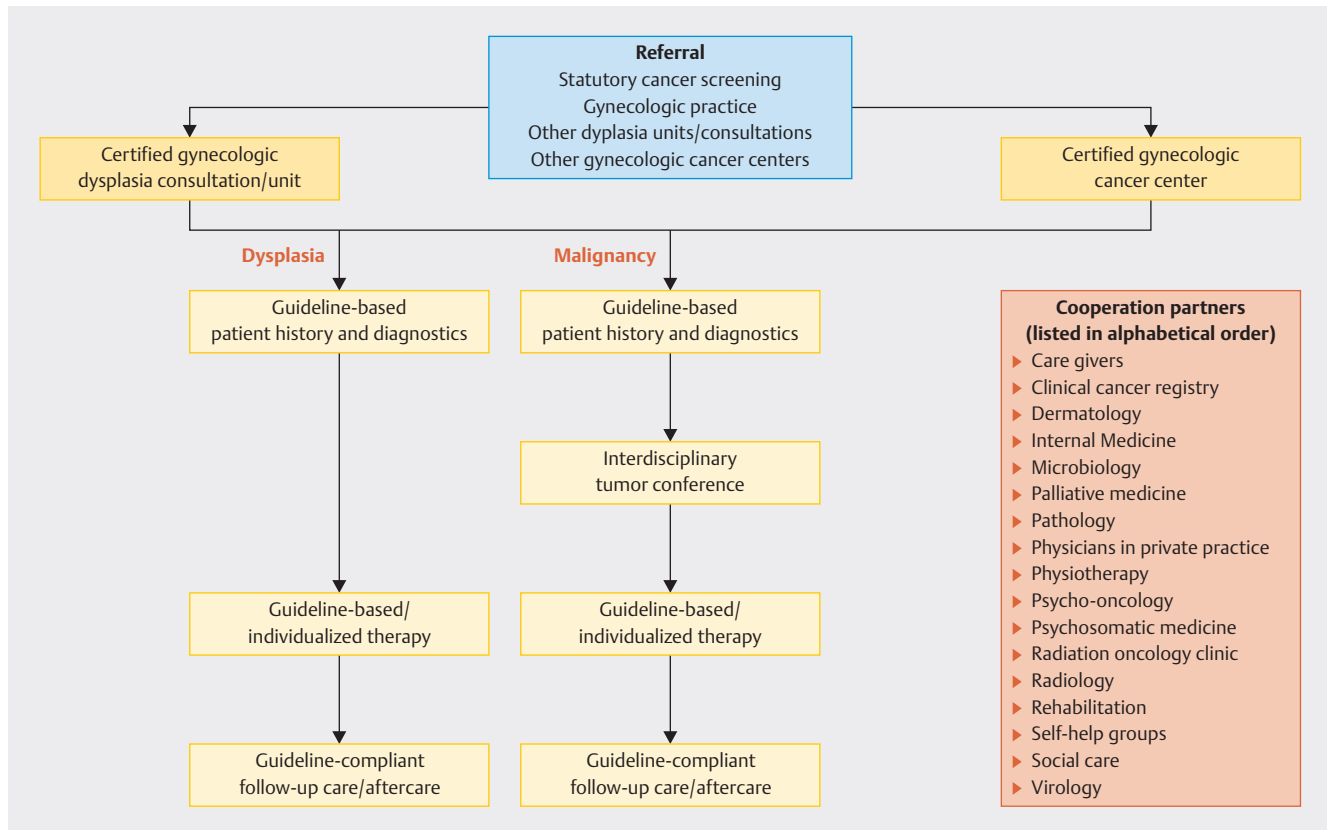 Referral
Statutory cancer screening
Gynecologic practice
Other dyplasia units/consultations
Other gynecologic cancer centers
Certified gynecologic
dysplasia consultation/unit
Certified gynecologic
cancer center
Dysplasia
Malignancy
Guideline-based
patient history and diagnostics
Guideline-based
patient history and diagnostics
Interdisciplinary
tumor conference
Guideline-based/
individualized therapy
Guideline-based/
individualized therapy
Guideline-compliant
follow-up care/aftercare
Guideline-compliant
follow-up care/aftercare
Cooperation partners
(listed in alphabetical order)
Care givers
Clinical cancer registry
Dermatology
Internal Medicine
Microbiology
Palliative medicine
Pathology
Physicians in private practice
Physiotherapy
Psycho-oncology
Psychosomatic medicine
Radiation oncology clinic
Radiology
Rehabilitation
Self-help groups
Social care
Virology